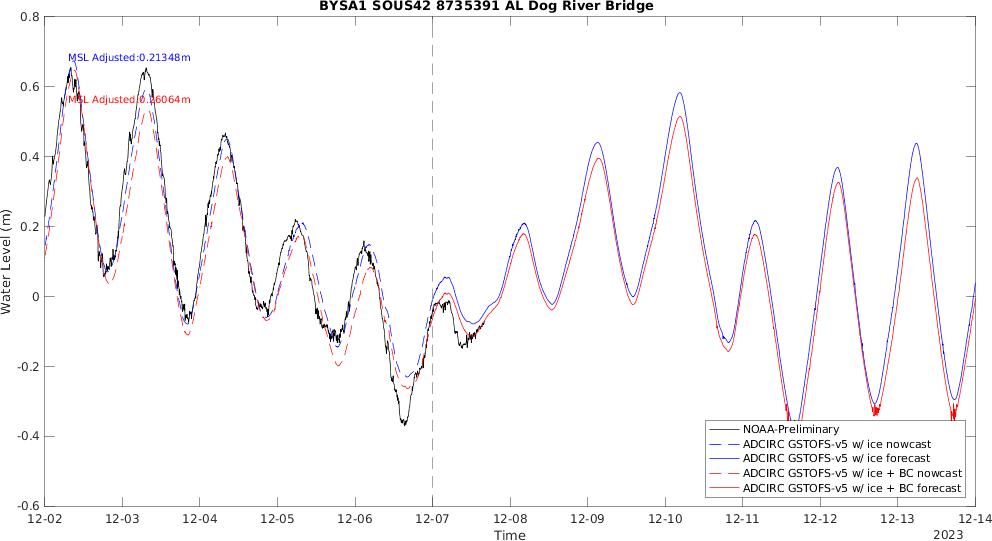 BYSA1 SOUS42 8735391 AL Dog River Bridge
0.8
0.6
0.4
0.2
0
-0.2
-0.4
-0.6
Water Level (m)
MSL Adjusted:0.21348m
MSL Adjusted:0.26064m
NOAA-Preliminary
ADCIRC GSTOFS-v5 w/ ice nowcast
ADCIRC GSTOFS-v5 w/ ice forecast
ADCIRC GSTOFS-v5 w/ ice + BC nowcast
ADCIRC GSTOFS-v5 w/ ice + BC forecast
12-02 12-03 12-04 12-05 12-06 12-07 12-08 12-09 12-10 12-11 12-12 12-13 12-14
Time
2023